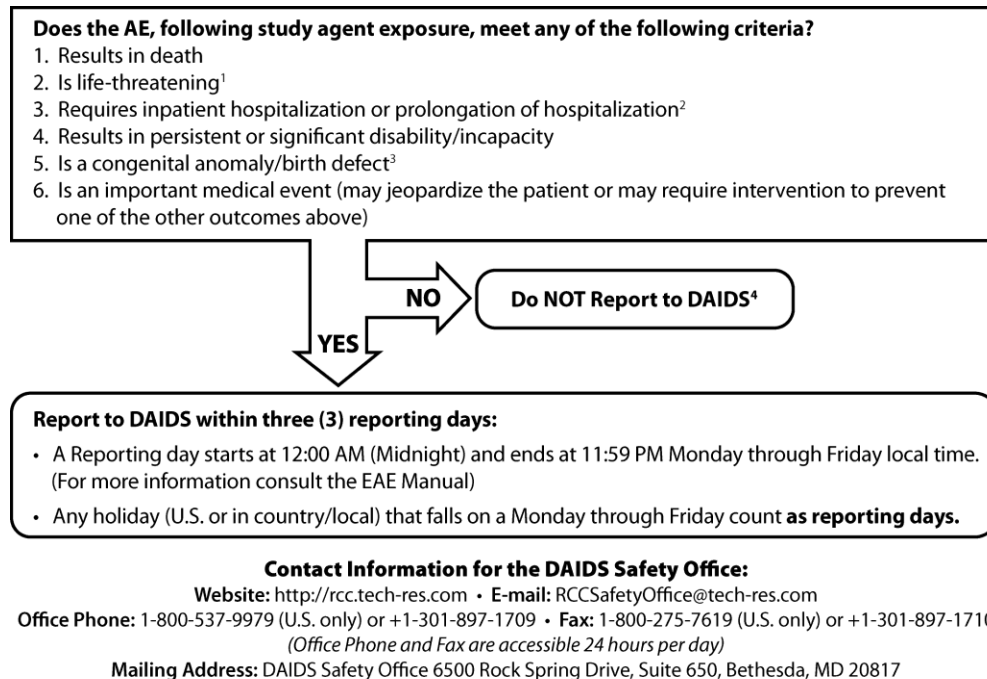 Does the AE, following study agent exposure, meet any of the following criteria?
1. Results in death
2. Is life-threatening¹
3. Requires inpatient hospitalization or prolongation of hospitalization²
4. Results in persistent or significant disability/incapacity
5. Is a congenital anomaly/birth defect³
6. Is an important medical event (may jeopardize the patient or may require intervention to prevent
one of the other outcomes above)
NO
Do NOT Report to DAIDS⁴
YES
Report to DAIDS within three (3) reporting days:
• A Reporting day starts at 12:00 AM (Midnight) and ends at 11:59 PM Monday through Friday local time.
(For more information consult the EAE Manual)
• Any holiday (U.S. or in country/local) that falls on a Monday through Friday count as reporting days.
Contact Information for the DAIDS Safety Office:
Website: http://rcc.tech-res.com • E-mail: RCCSafetyOffice@tech-res.com
Office Phone: 1-800-537-9979 (U.S. only) or +1-301-897-1709 • Fax: 1-800-275-7619 (U.S. only) or +1-301-897-1710
(Office Phone and Fax are accessible 24 hours per day)
Mailing Address: DAIDS Safety Office 6500 Rock Spring Drive, Suite 650, Bethesda, MD 20817